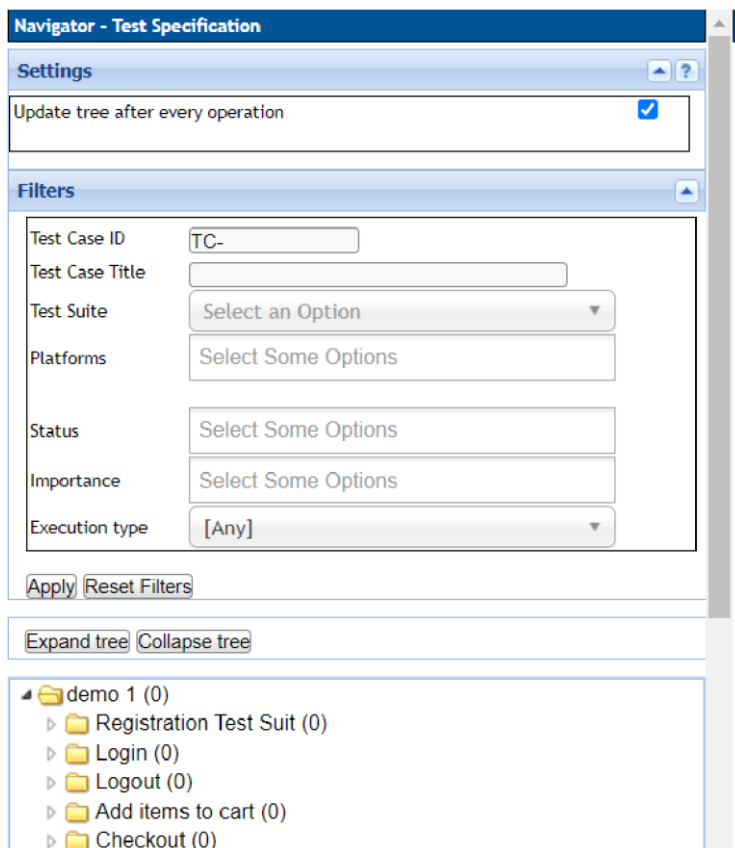 Navigator - Test Specification
Settings
?
Update tree after every operation
Filters
Test Case ID TC-
Test Case Title
Test Suite Select an Option
Platforms Select Some Options
Status Select Some Options
Importance Select Some Options
Execution type [Any]
Apply Reset Filters
Expand tree Collapse tree
demo 1 (0)
Registration Test Suit (0)
Login (0)
Logout (0)
Add items to cart (0)
Checkout (0)